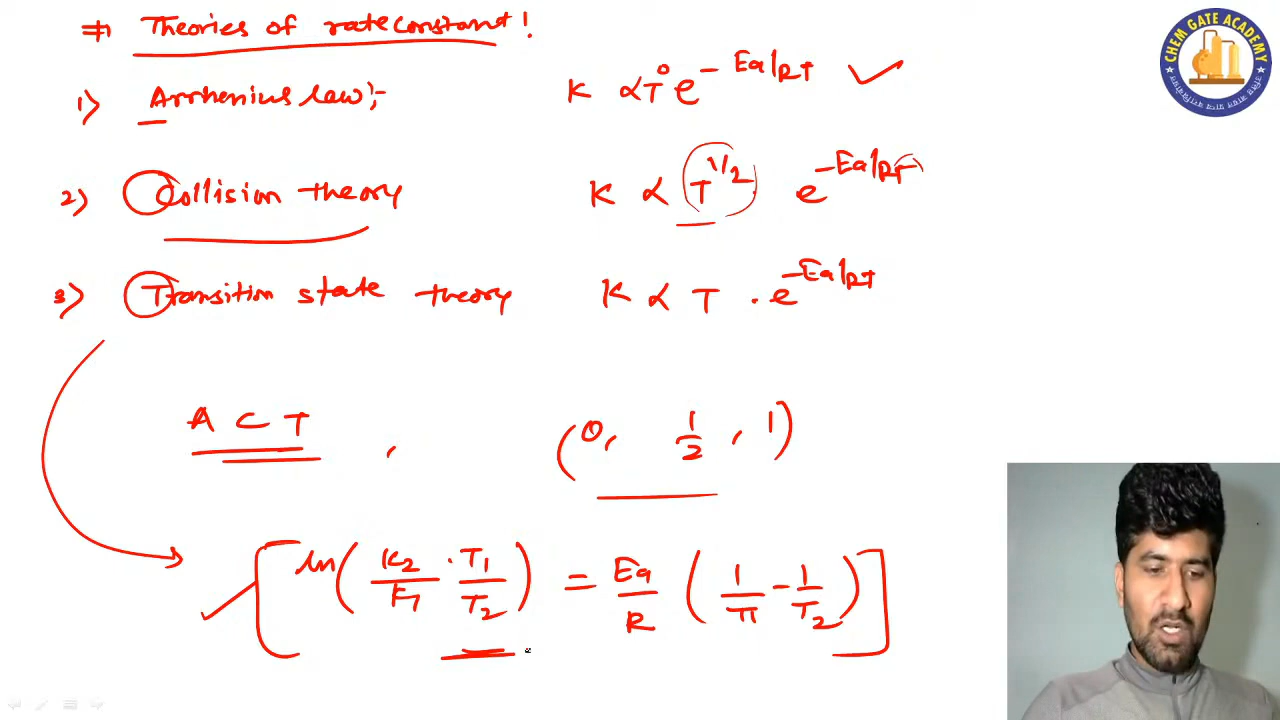 ⇒ Theories of rate constant!
1) Arrhenius law:- K ∝ T⁰ e^(-Ea/RT) ✓
2) Collision theory K ∝ T^(1/2) . e^(-Ea/RT)
3) Transition state theory K ∝ T . e^(-Ea/RT)
A C T , (0, 1/2, 1)
✓ [ln(K2/K1 . T1/T2) = Ea/R (1/T1 - 1/T2)]
CHEM GATE ACADEMY